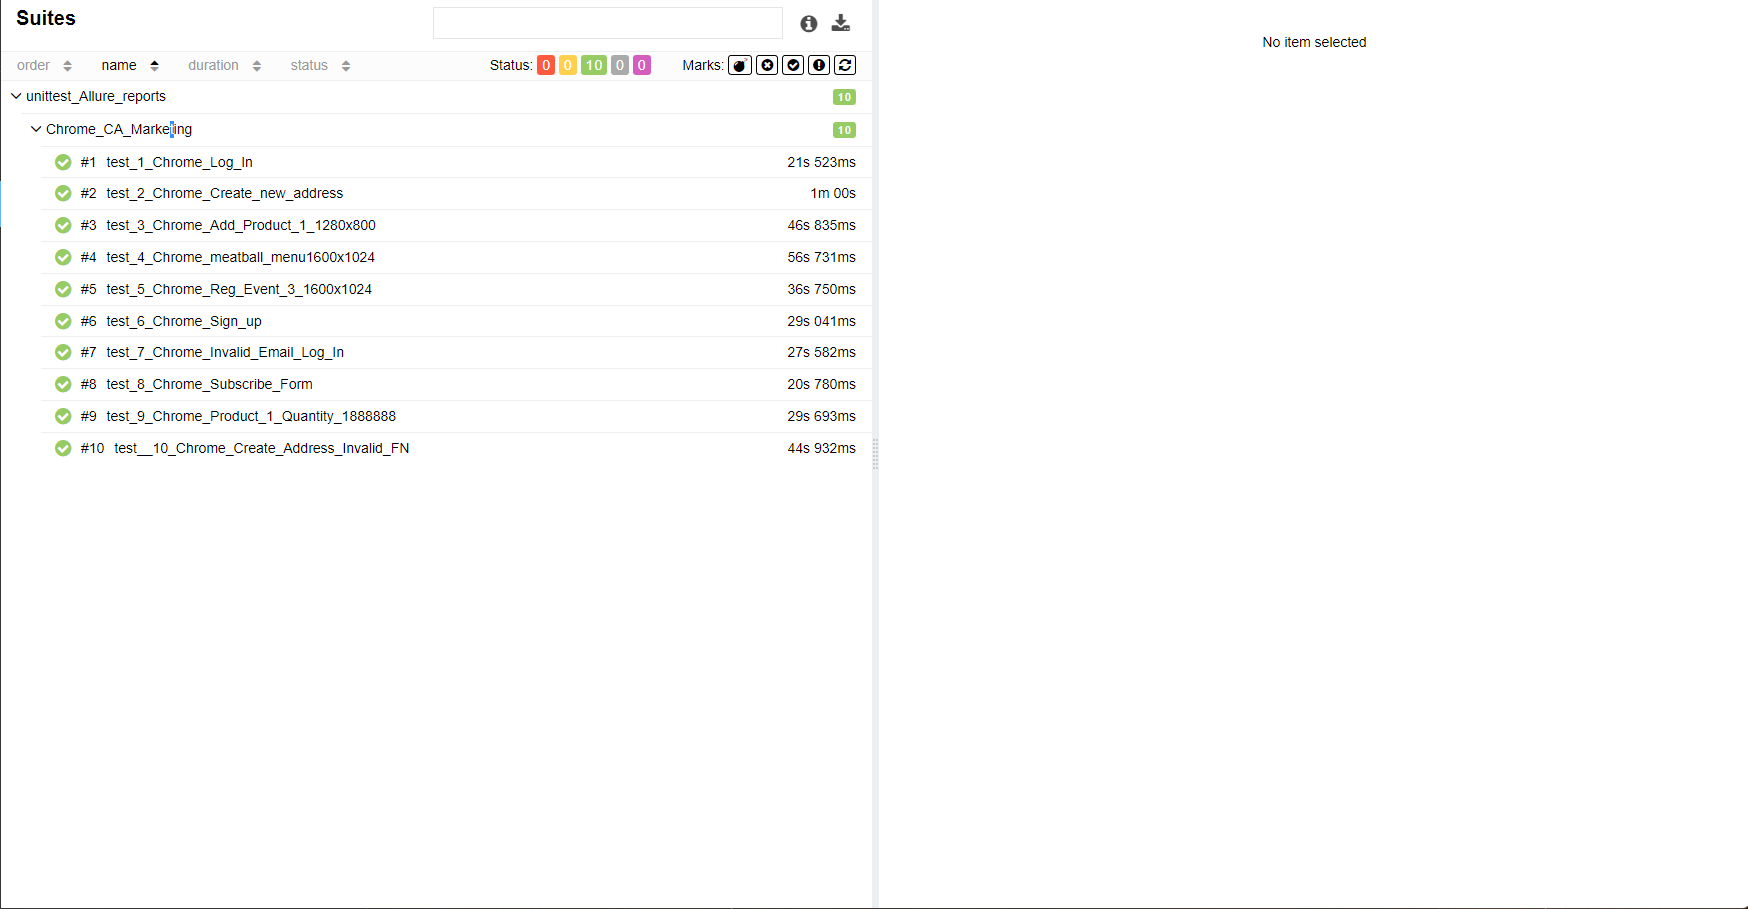 Suites
No item selected
order name duration status Status: 0 0 10 0 0 Marks:
unittest_Allure_reports 10
Chrome_CA_Marketing 10
#1 test_1_Chrome_Log_In 21s 523ms
#2 test_2_Chrome_Create_new_address 1m 00s
#3 test_3_Chrome_Add_Product_1_1280x800 46s 835ms
#4 test_4_Chrome_meatball_menu1600x1024 56s 731ms
#5 test_5_Chrome_Reg_Event_3_1600x1024 36s 750ms
#6 test_6_Chrome_Sign_up 29s 041ms
#7 test_7_Chrome_Invalid_Email_Log_In 27s 582ms
#8 test_8_Chrome_Subscribe_Form 20s 780ms
#9 test_9_Chrome_Product_1_Quantity_1888888 29s 693ms
#10 test__10_Chrome_Create_Address_Invalid_FN 44s 932ms